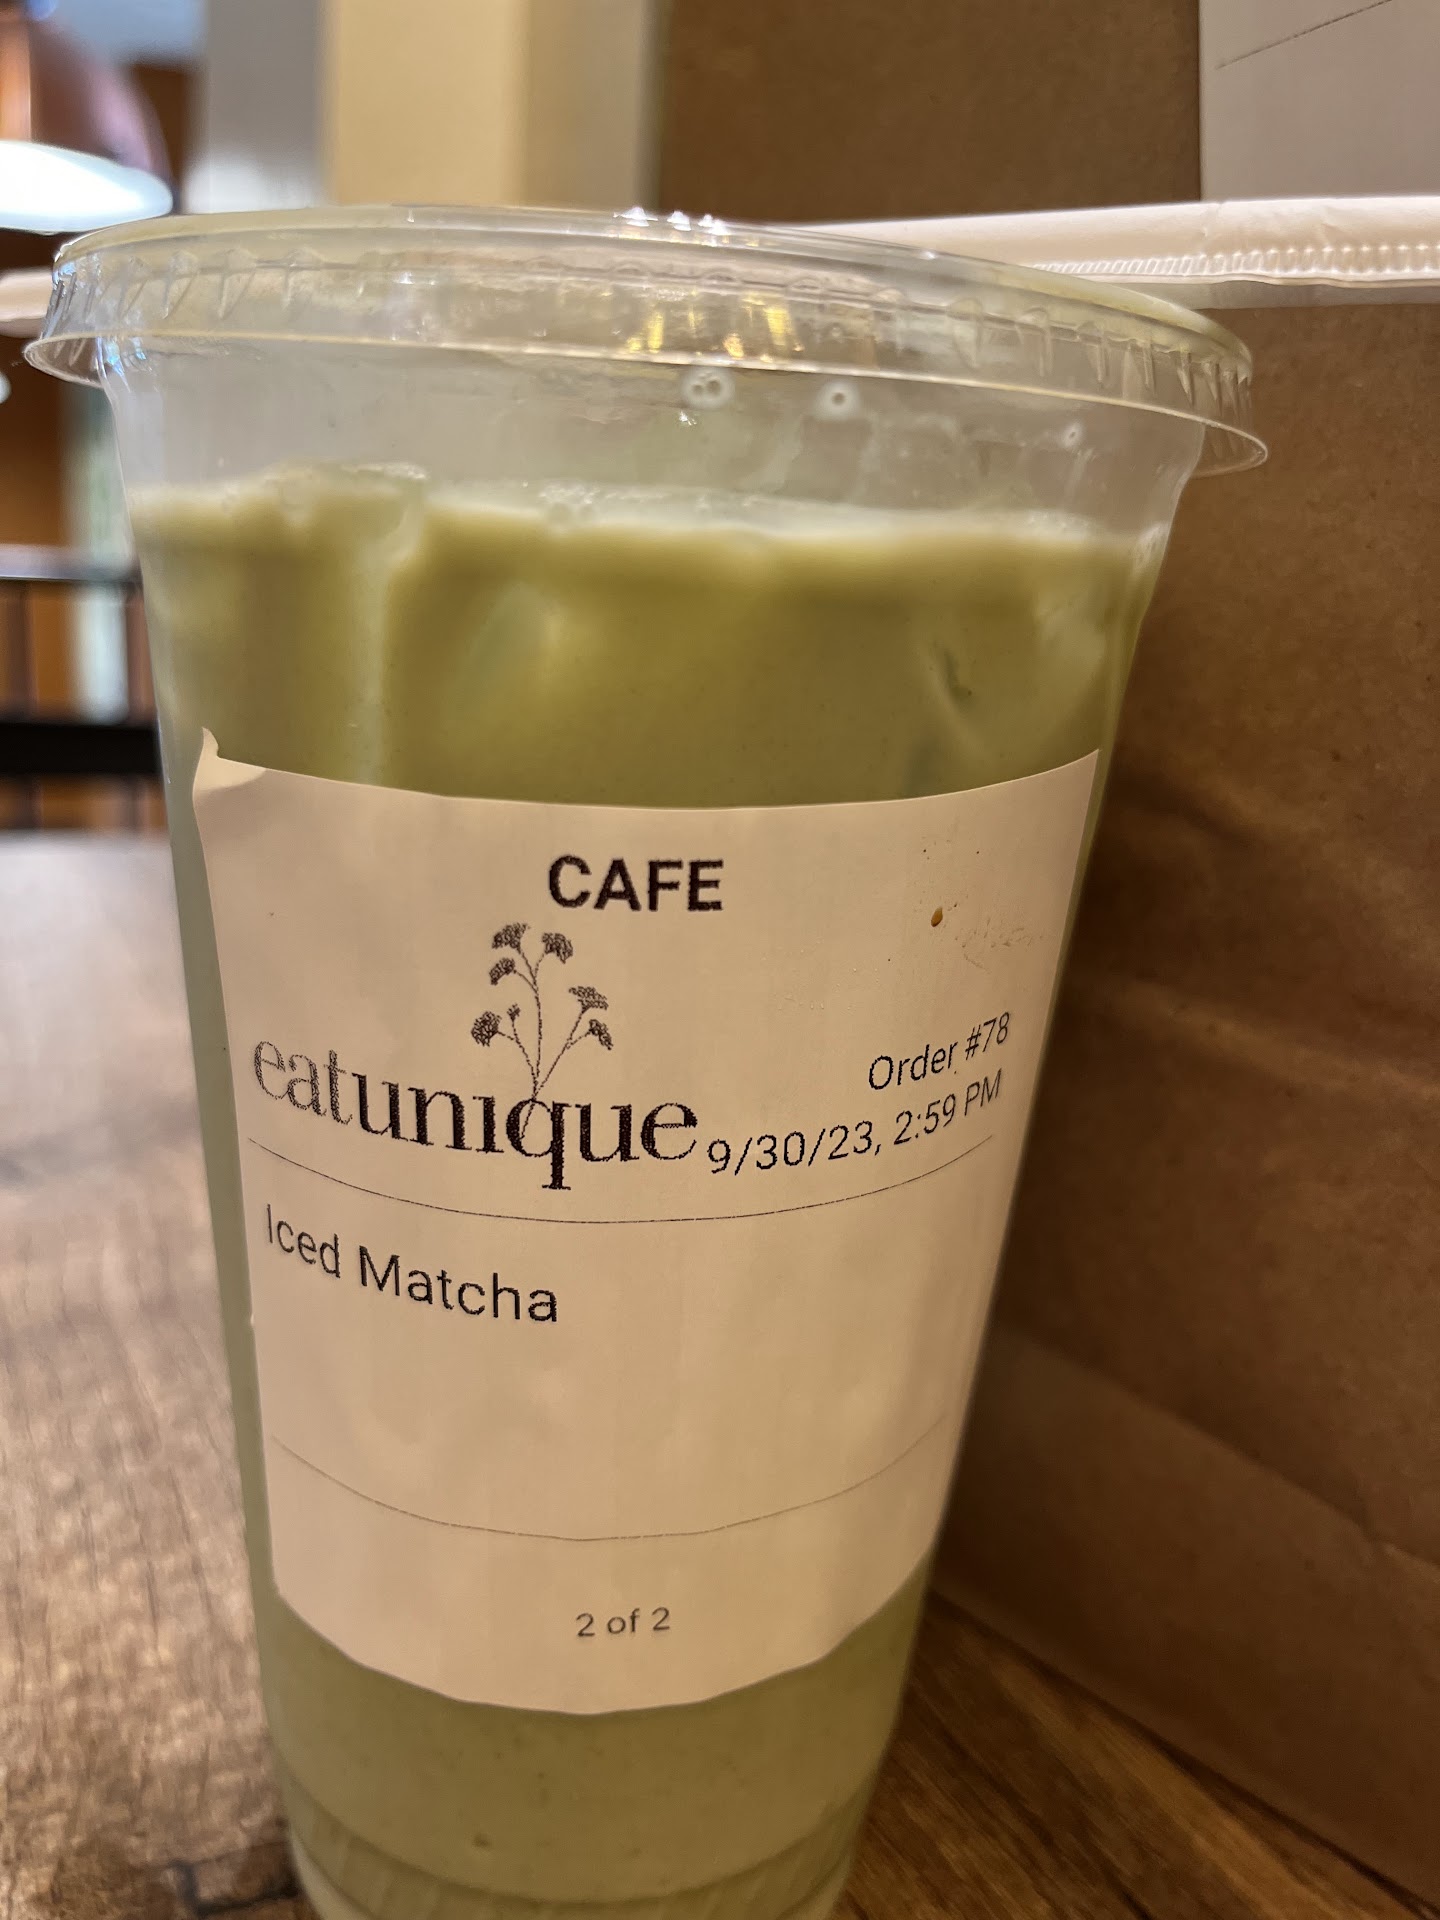 CAFE
eatunique
Order #78
9/30/23, 2:59 PM
Iced Matcha
2 of 2